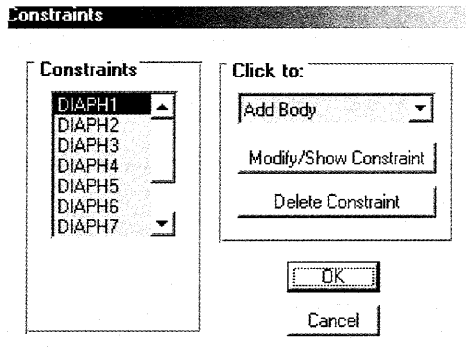 Constraints
Constraints
DIAPH1
DIAPH2
DIAPH3
DIAPH4
DIAPH5
DIAPH6
DIAPH7
Click to:
Add Body
Modify/Show Constraint
Delete Constraint
OK
Cancel